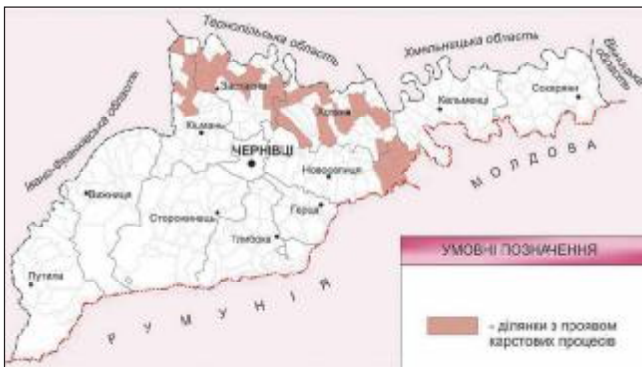 Тернопільська область
Хмельницька область
Вінницька область
Івано-Франківська область
Заставна
Хотин
Кельменці
Сокиряни
Кіцмань
ЧЕРНІВЦІ
Новоселиця
Вижниця
Сторожинець
Герца
Глибока
Путила
МОЛДОВА
РУМУНІЯ
УМОВНІ ПОЗНАЧЕННЯ
- ділянки з проявом
карстових процесів